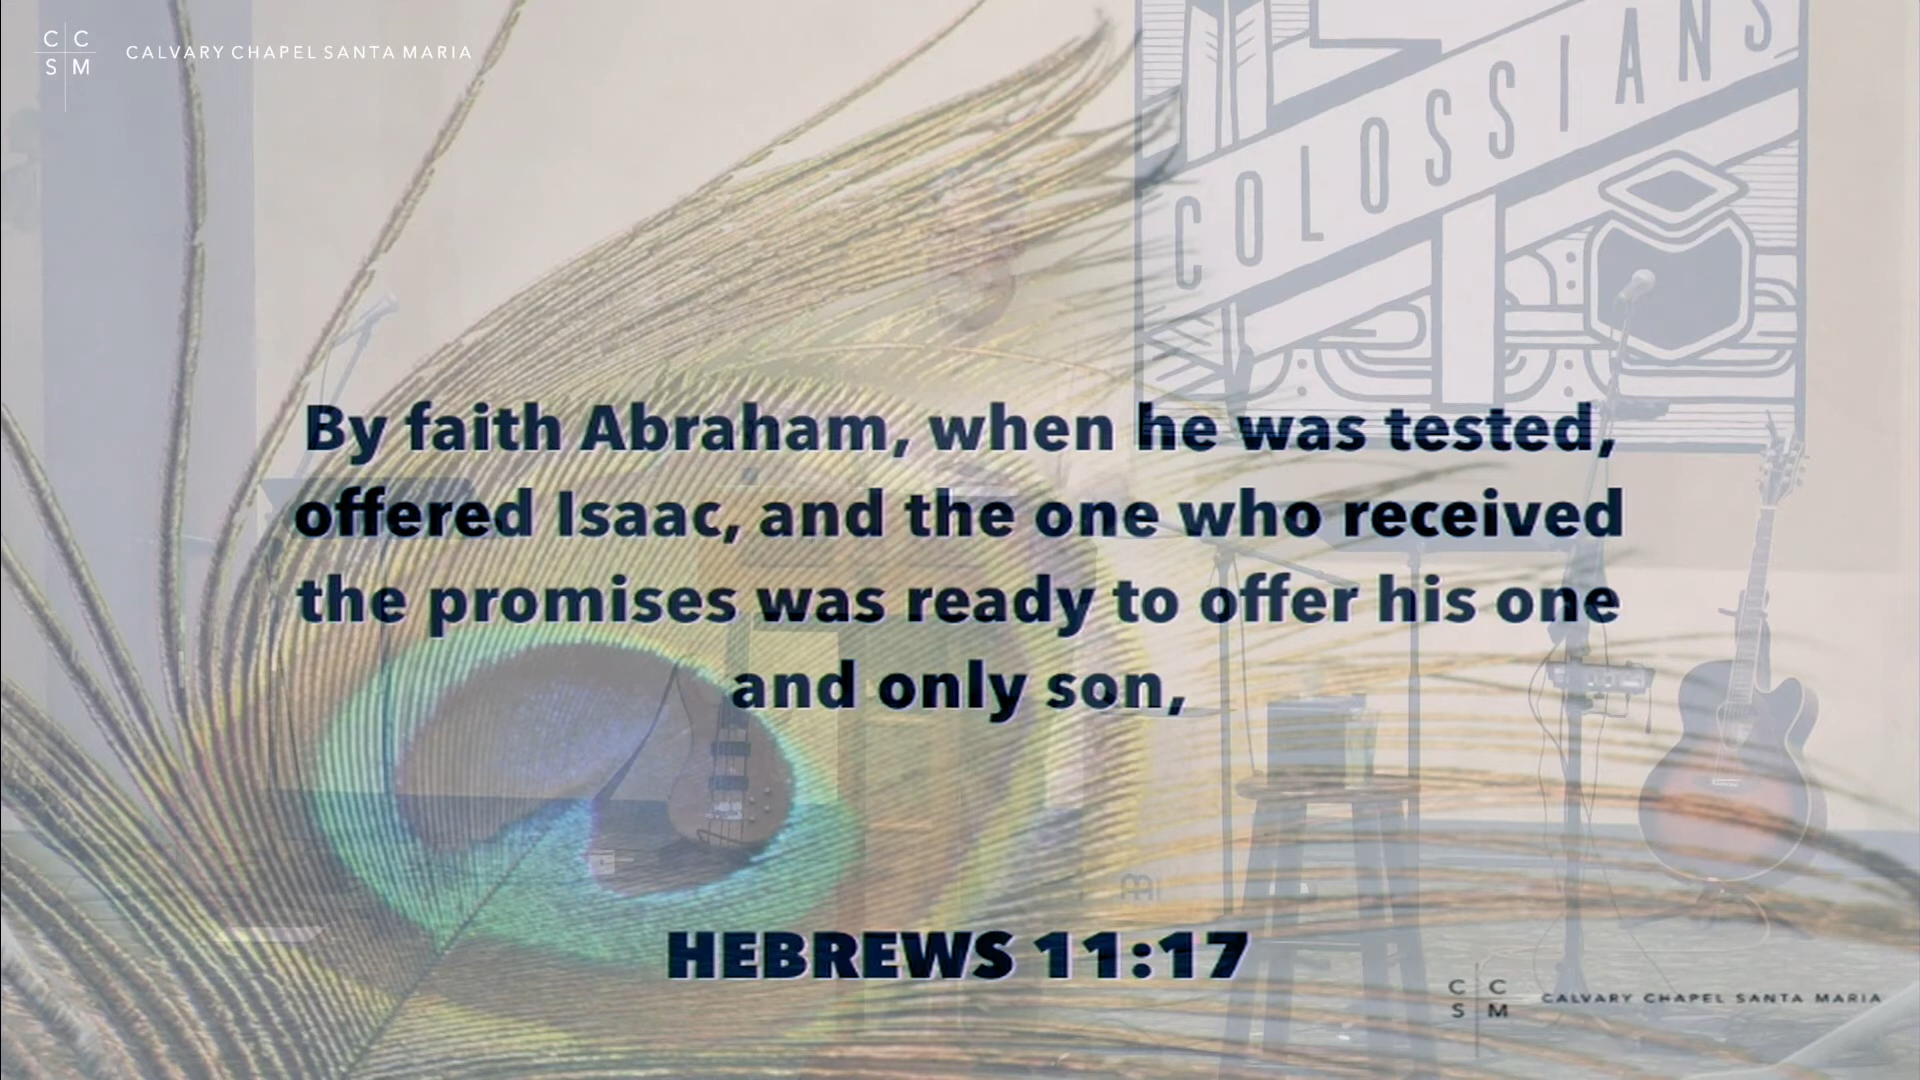 C C
S M
CALVARY CHAPEL SANTA MARIA
COLOSSIANS
By faith Abraham, when he was tested,
offered Isaac, and the one who received
the promises was ready to offer his one
and only son,
HEBREWS 11:17
C C
S M
CALVARY CHAPEL SANTA MARIA